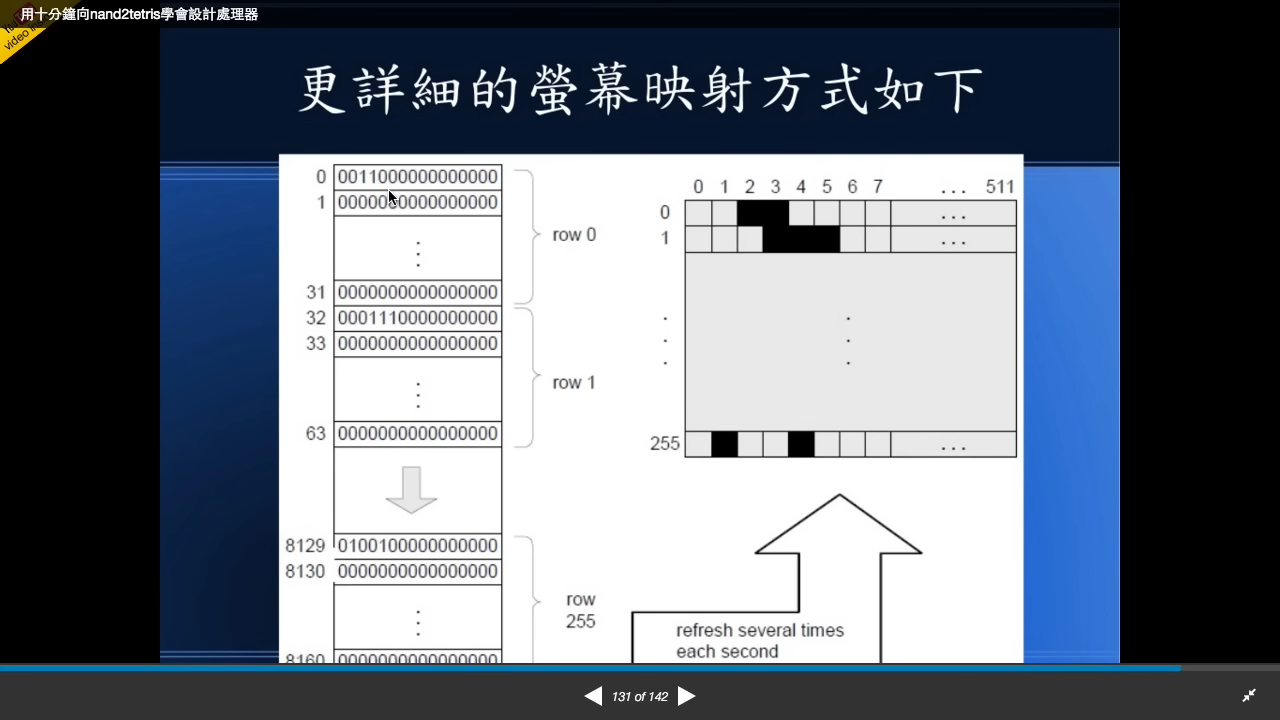 用十分鐘向nand2tetris學會設計處理器
YouTube
更詳細的螢幕映射方式如下
0 0011000000000000
1 0000000000000000
row 0
31 0000000000000000
32 0001110000000000
33 0000000000000000
row 1
63 0000000000000000
8129 0100100000000000
8130 0000000000000000
row
255
8160 0000000000000000
0 1 2 3 4 5 6 7 ... 511
0 ...
1 ...
255 ...
refresh several times
each second
131 of 142